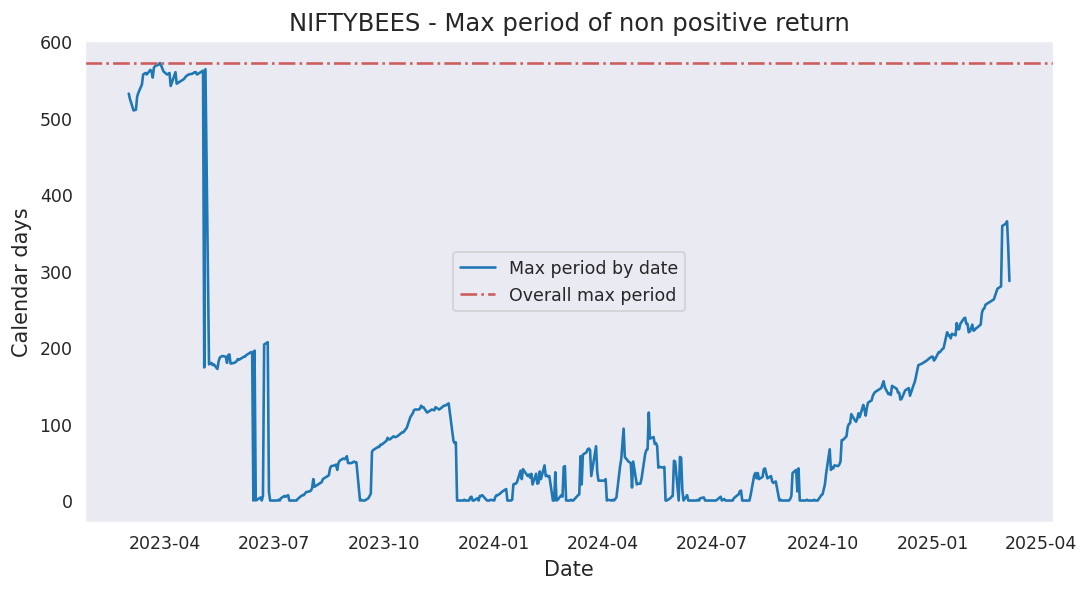 NIFTYBEES - Max period of non positive return
Calendar days
600
500
400
300
200
100
0
Max period by date
Overall max period
2023-04 2023-07 2023-10 2024-01 2024-04 2024-07 2024-10 2025-01 2025-04
Date